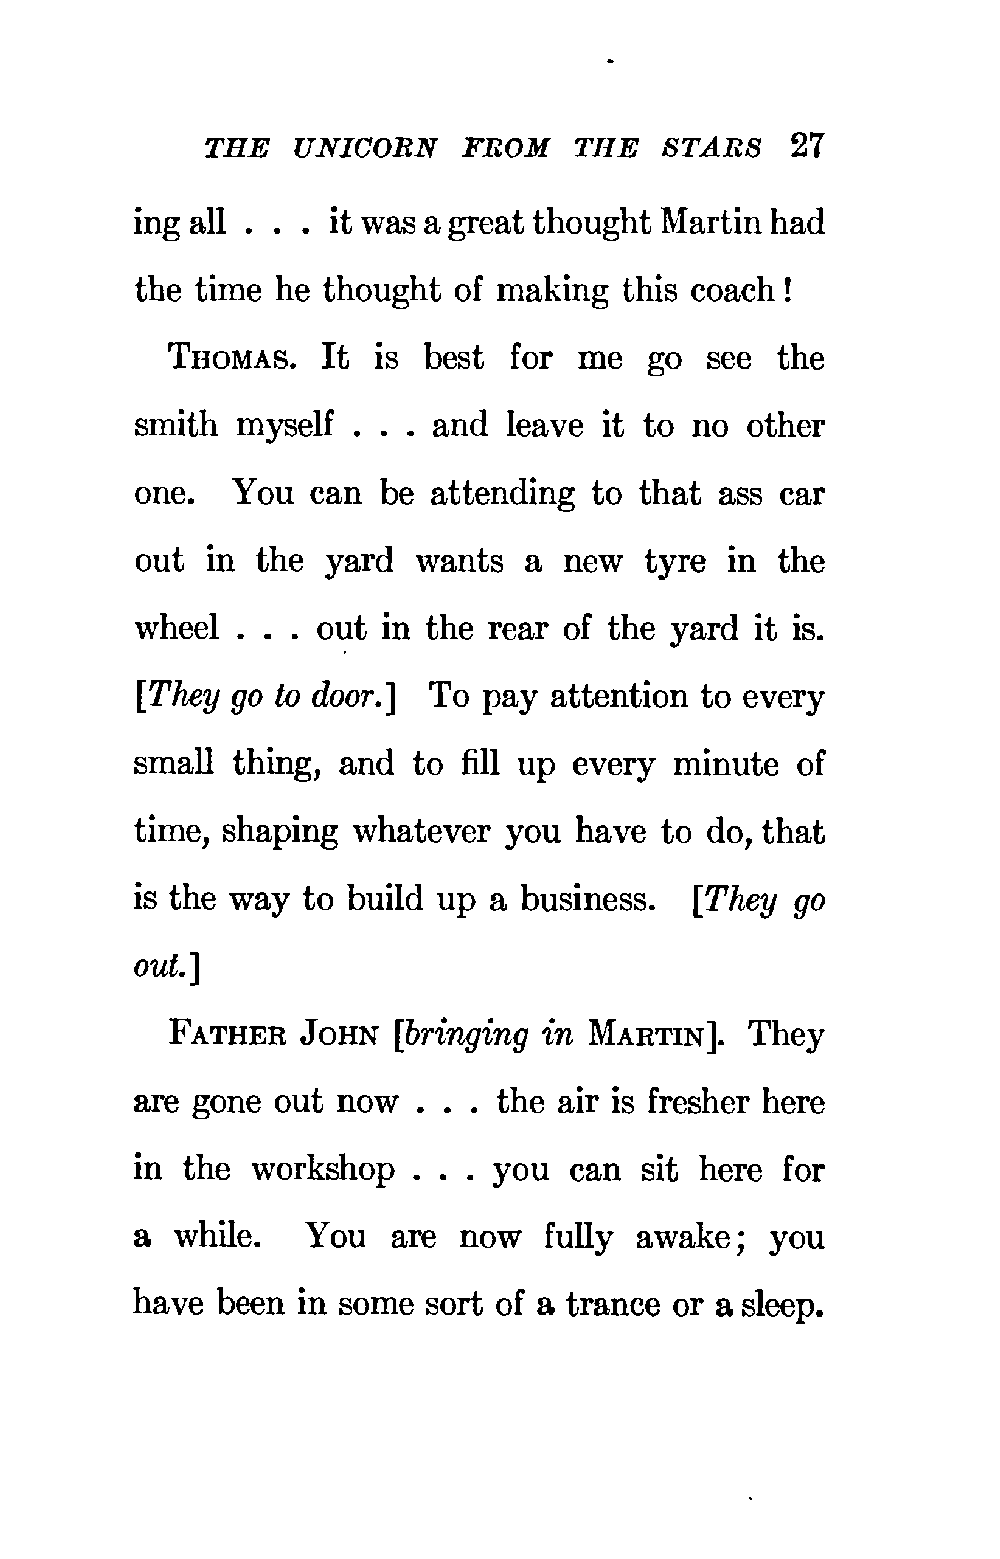 THE UNICORN FROM THE STARS 27
ing all . . . it was a great thought Martin had
the time he thought of making this coach!
THOMAS. It is best for me go see the
smith myself . . . and leave it to no other
one. You can be attending to that ass car
out in the yard wants a new tyre in the
wheel . . . out in the rear of the yard it is.
[They go to door.] To pay attention to every
small thing, and to fill up every minute of
time, shaping whatever you have to do, that
is the way to build up a business. [They go
out.]
FATHER JOHN [bringing in MARTIN]. They
are gone out now . . . the air is fresher here
in the workshop . . . you can sit here for
a while. You are now fully awake; you
have been in some sort of a trance or a sleep.